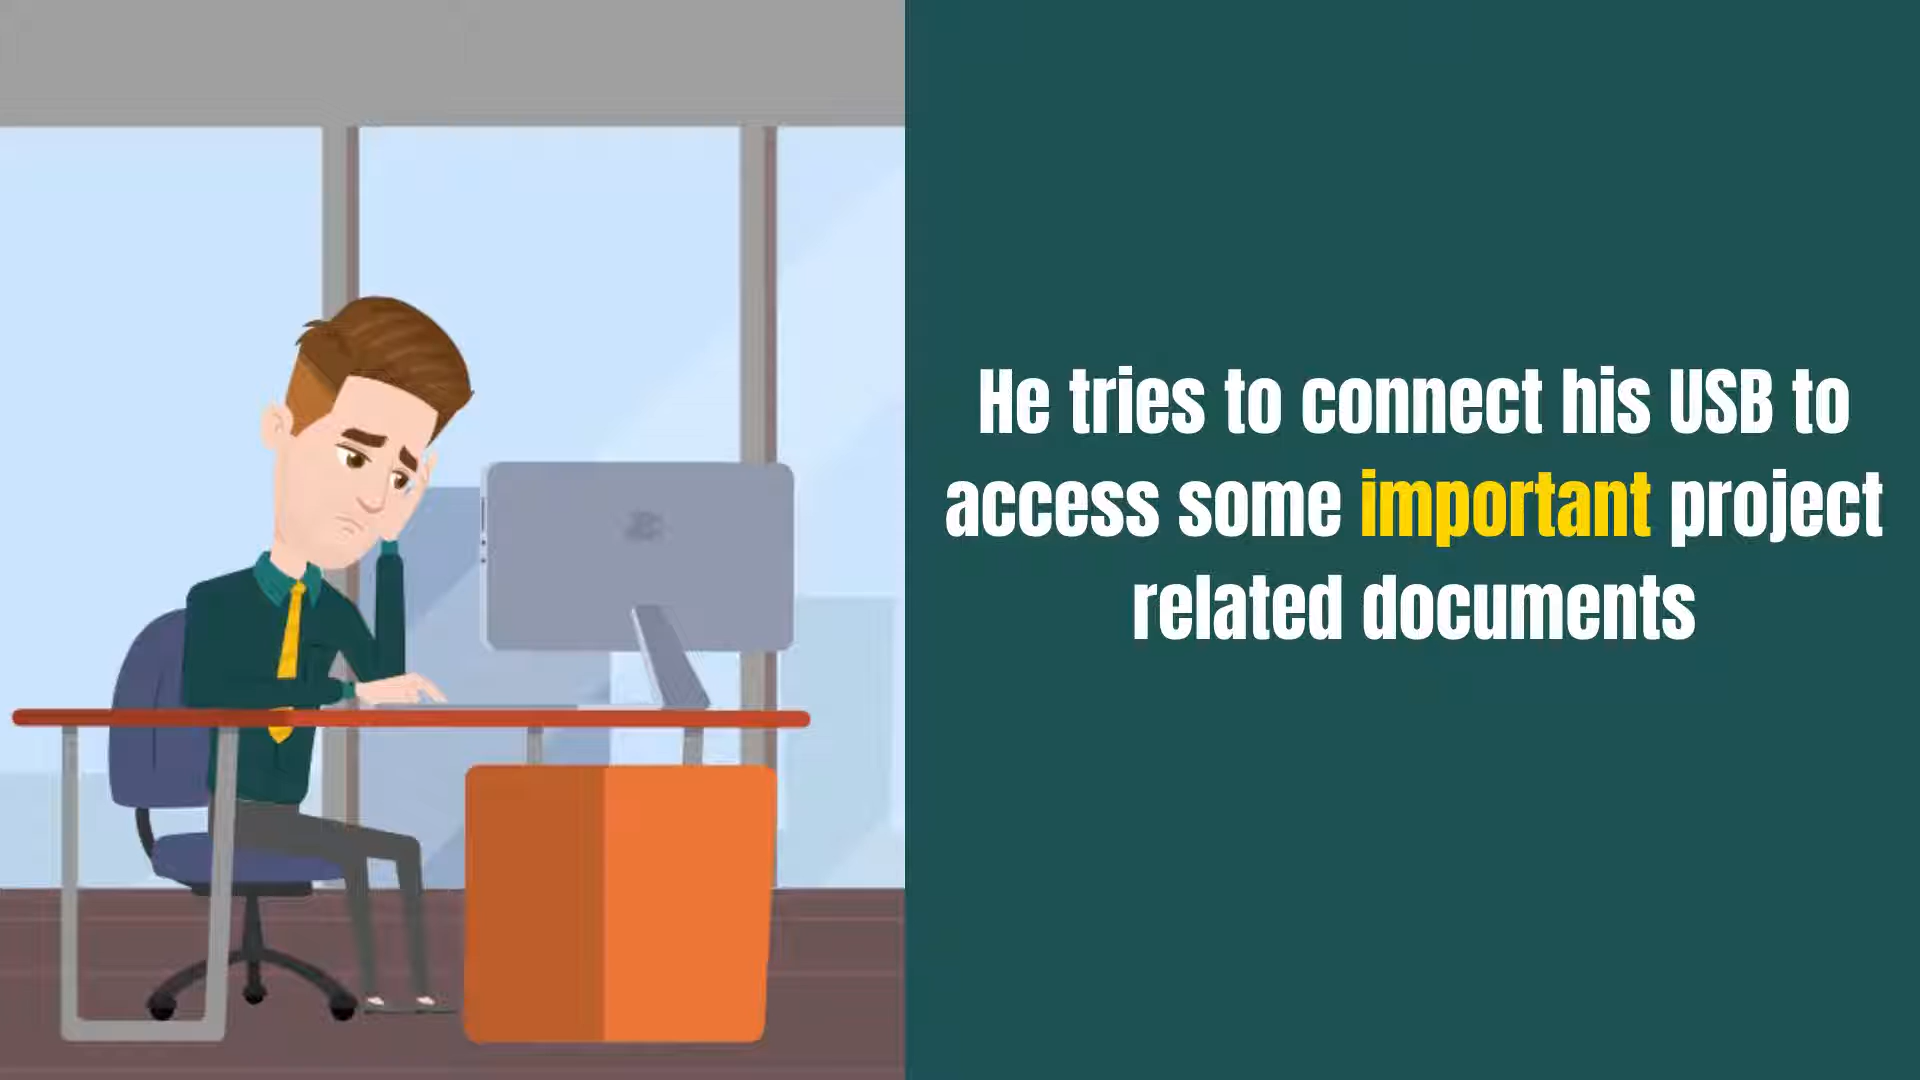 He tries to connect his USB to
access some important project
related documents